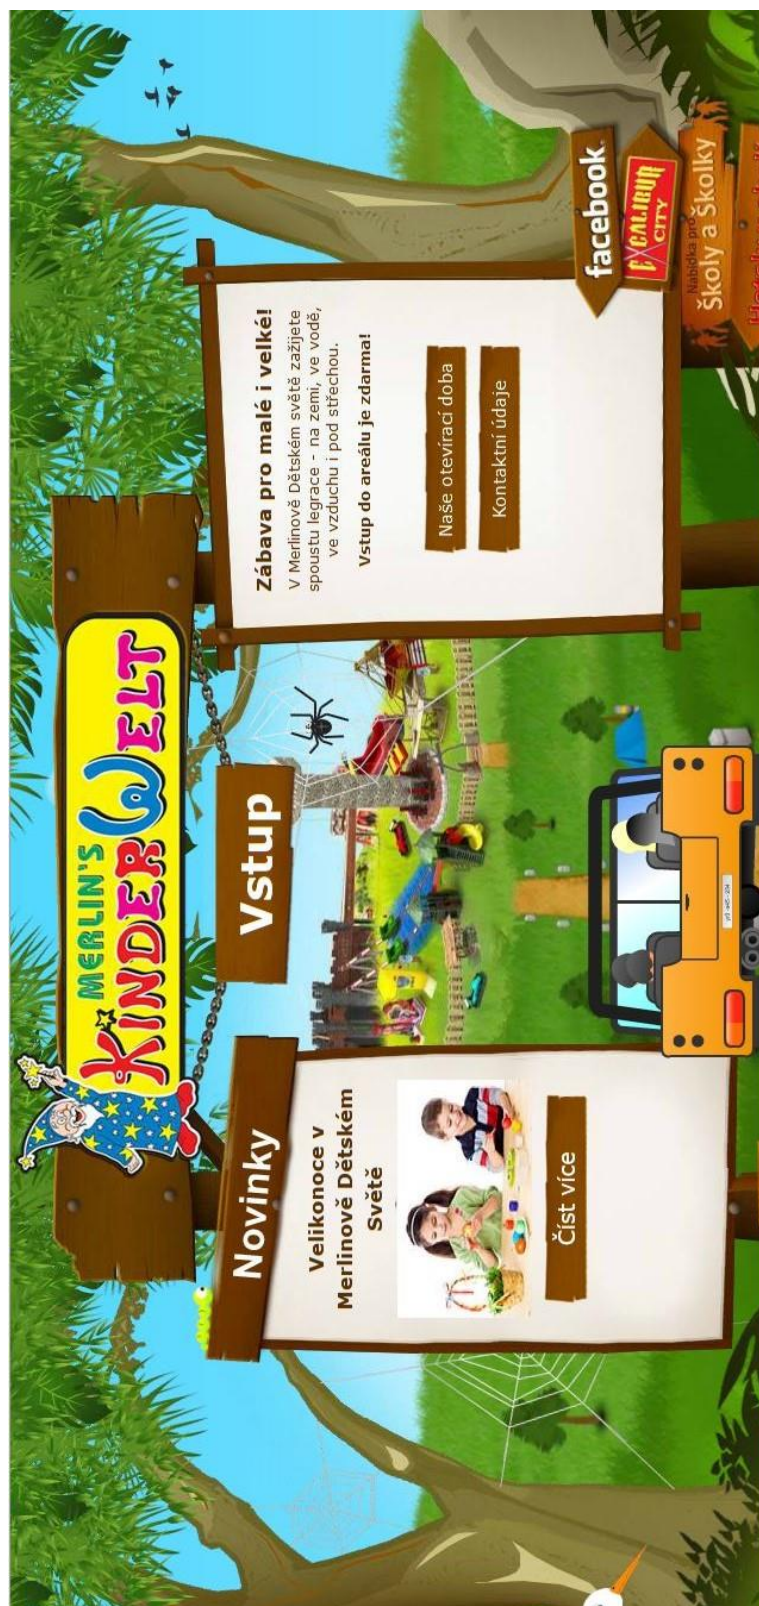 MERLIN'S
KINDERWELT
Novinky
Velikonoce v
Merlinově Dětském
Světě
Číst více
Vstup
Zábava pro malé i velké!
V Merlinově Dětském světě zažijete
spoustu legrace - na zemi, ve vodě,
ve vzduchu i pod střechou.
Vstup do areálu je zdarma!
Naše otevírací doba
Kontaktní údaje
facebook
EXCALIBUR
CITY
Nabídka pro
Školy a Školky